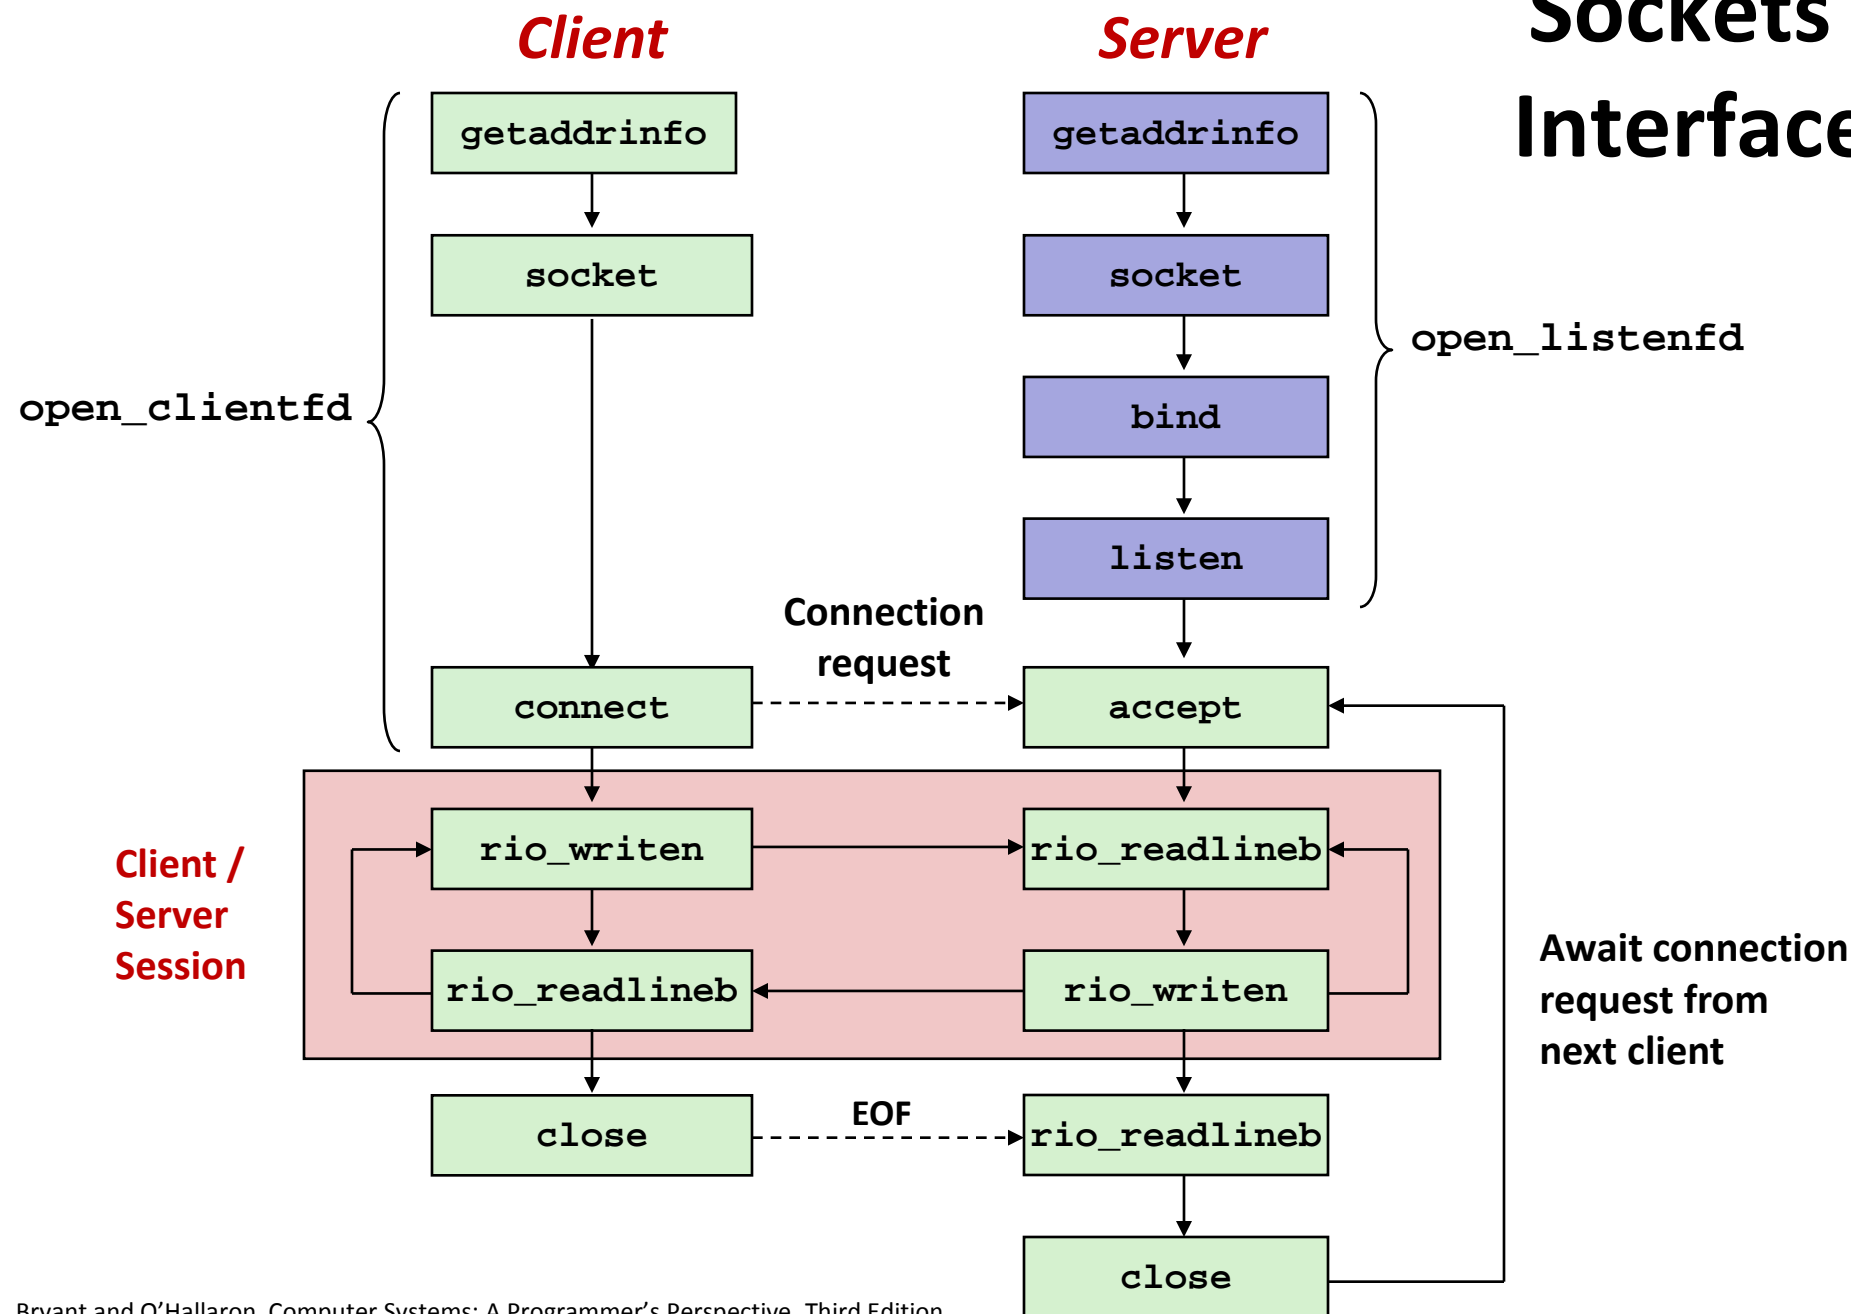 Client
Server
Sockets
Interface
getaddrinfo
getaddrinfo
socket
socket
open_listenfd
open_clientfd
bind
listen
Connection
request
connect
accept
Client /
Server
Session
rio_writen
rio_readlineb
rio_readlineb
rio_writen
Await connection
request from
next client
close
EOF
rio_readlineb
close
Bryant and O'Hallaron, Computer Systems: A Programmer's Perspective, Third Edition